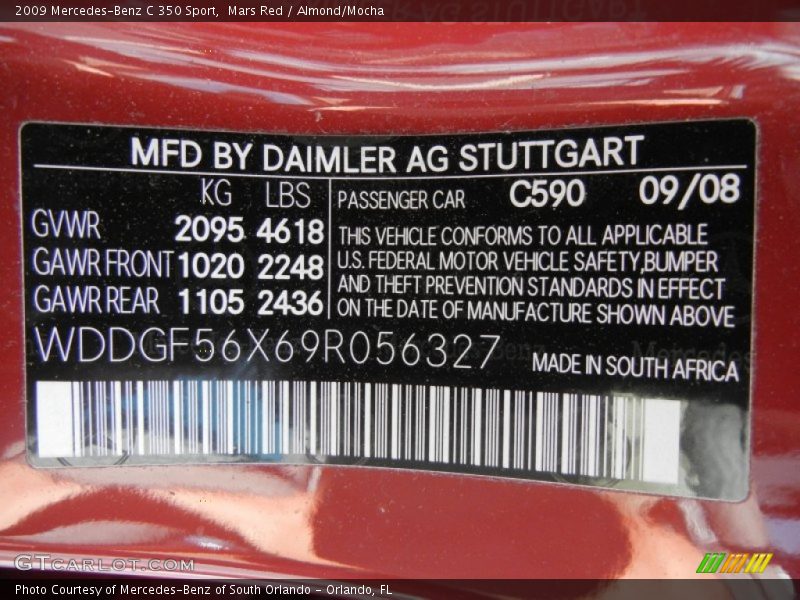 2009 Mercedes-Benz C 350 Sport, Mars Red / Almond/Mocha
MFD BY DAIMLER AG STUTTGART
KG LBS
GVWR 2095 4618
GAWR FRONT 1020 2248
GAWR REAR 1105 2436
PASSENGER CAR C590 09/08
THIS VEHICLE CONFORMS TO ALL APPLICABLE
U.S. FEDERAL MOTOR VEHICLE SAFETY,BUMPER
AND THEFT PREVENTION STANDARDS IN EFFECT
ON THE DATE OF MANUFACTURE SHOWN ABOVE
WDDGF56X69R056327
MADE IN SOUTH AFRICA
GTCARLOT.COM
Photo Courtesy of Mercedes-Benz of South Orlando - Orlando, FL